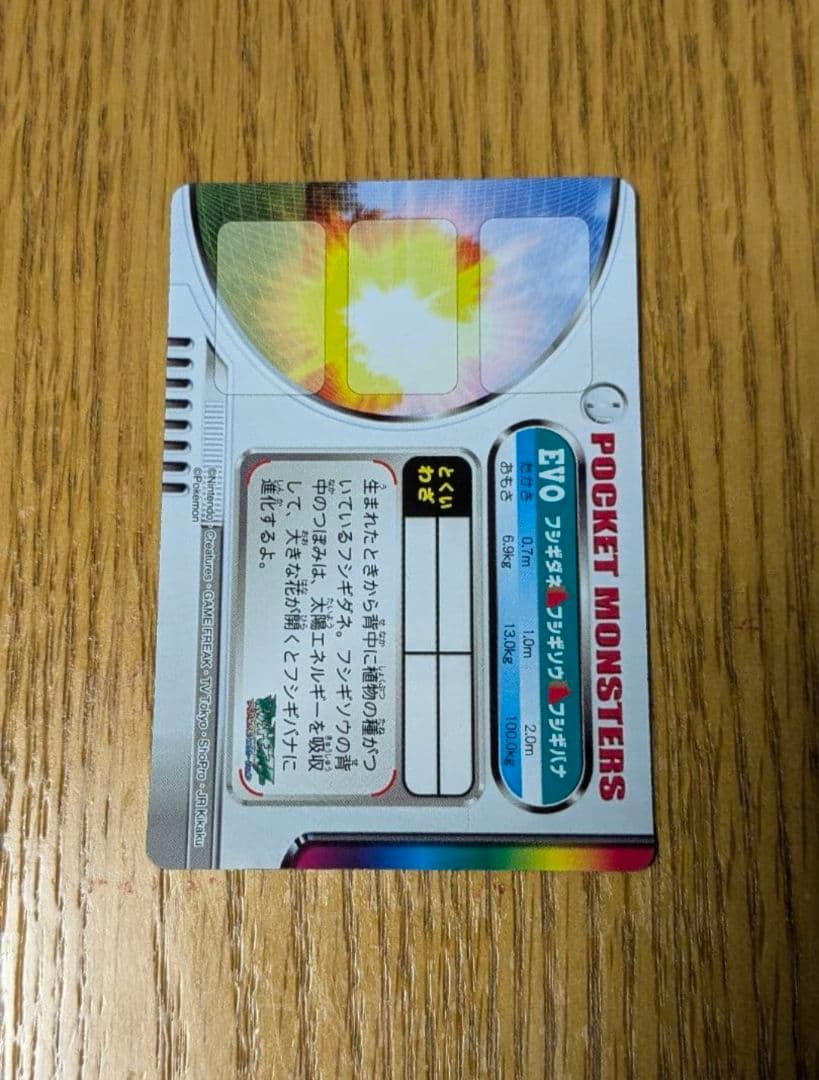 POCKET MONSTERS
EVO フシギダネ フシギソウ フシギバナ
たかさ 0.7m 1.0m 2.0m
おもさ 6.9kg 13.0kg 100.0kg
とくい
わざ
生まれたときから背中に植物の種がつ
いているフシギダネ。フシギソウの背
中のつぼみは、太陽エネルギーを吸収
して、大きな花が開くとフシギバナに
進化するよ。
©Nintendo・Creatures・GAME FREAK・TV Tokyo・ShoPro・JR Kikaku
©Pokémon